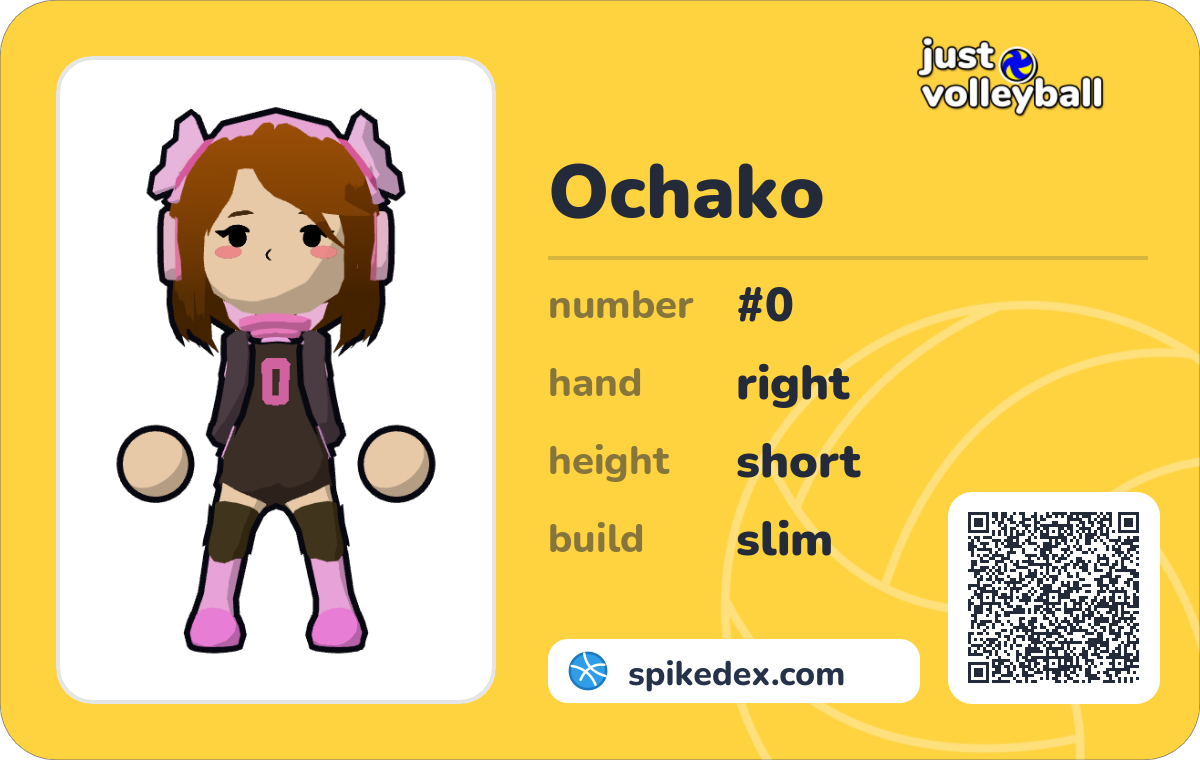 just
volleyball
Ochako
number #0
hand right
height short
build slim
0
spikedex.com